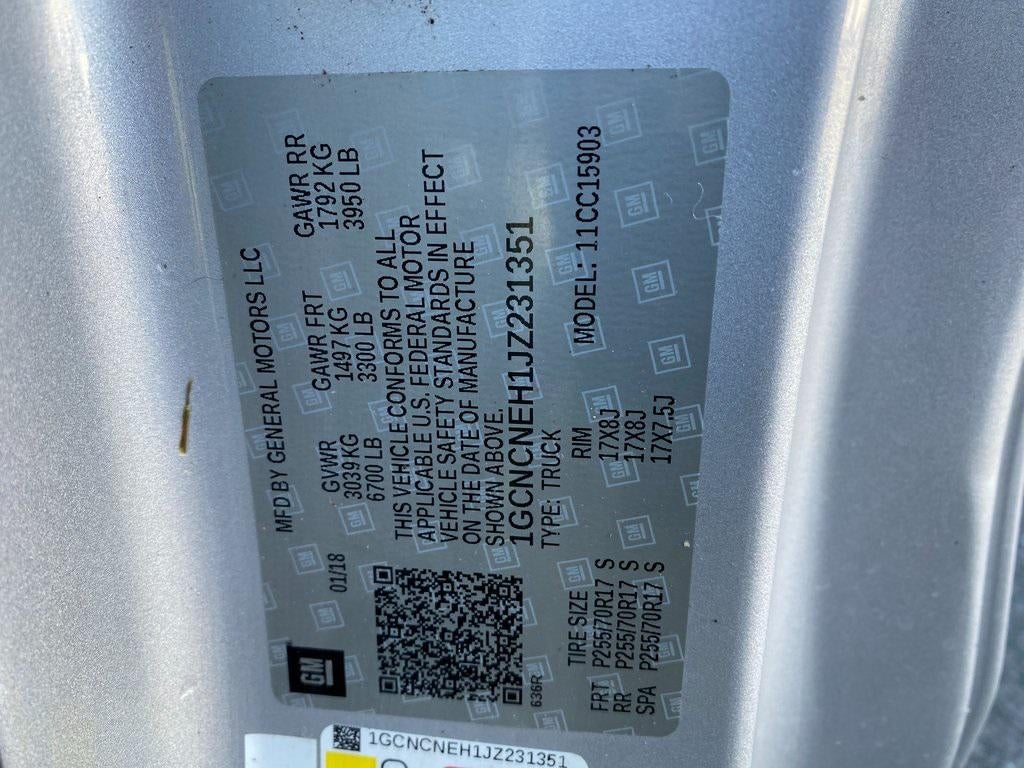 GM
01/18
MFD BY GENERAL MOTORS LLC
GVWR GAWR FRT GAWR RR
3039 KG 1497 KG 1792 KG
6700 LB 3300 LB 3950 LB
THIS VEHICLE CONFORMS TO ALL
APPLICABLE U.S. FEDERAL MOTOR
VEHICLE SAFETY STANDARDS IN EFFECT
ON THE DATE OF MANUFACTURE
SHOWN ABOVE.
1GCNCNEH1JZ231351
636R
TYPE: TRUCK
MODEL: 11CC15903
TIRE SIZE RIM
FRT P255/70R17 S 17X8J
RR P255/70R17 S 17X8J
SPA P255/70R17 S 17X7.5J
1GCNCNEH1JZ231351